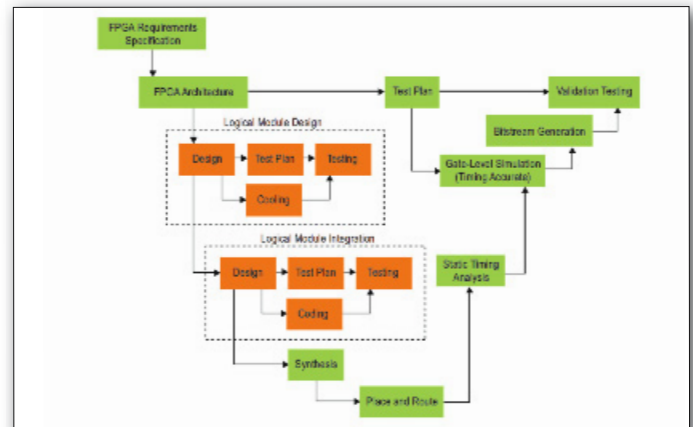 FPGA Requirements
Specification
FPGA Architecture
Test Plan
Validation Testing
Logical Module Design
Bitstream Generation
Design
Test Plan
Testing
Gate-Level Simulation
(Timing Accurate)
Coding
Logical Module Integration
Design
Test Plan
Testing
Static Timing
Analysis
Coding
Synthesis
Place and Route